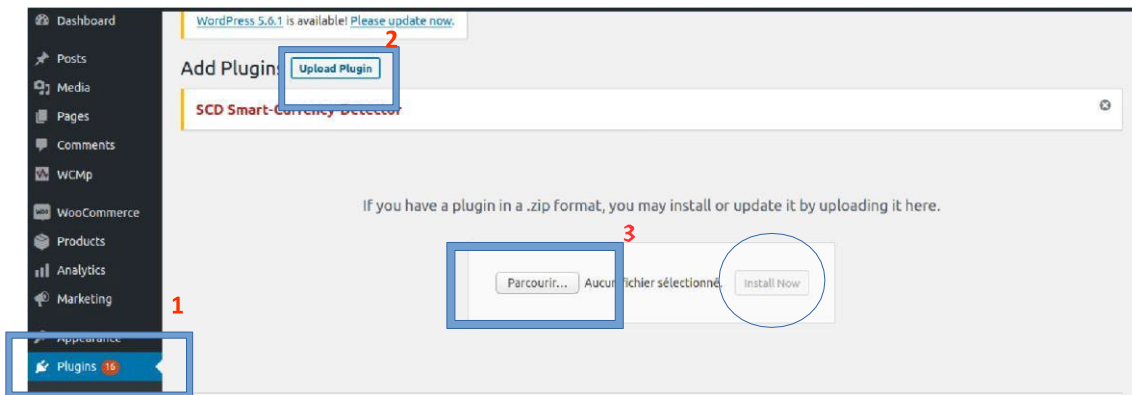 Dashboard
WordPress 5.6.1 is available! Please update now.
2
Posts
Add Plugins
Upload Plugin
Media
SCD Smart-Currency-Detector
Pages
Comments
WCMp
WooCommerce
If you have a plugin in a .zip format, you may install or update it by uploading it here.
3
Products
Analytics
Parcourir... Aucun fichier sélectionné.
Install Now
Marketing
1
Appearance
Plugins 16